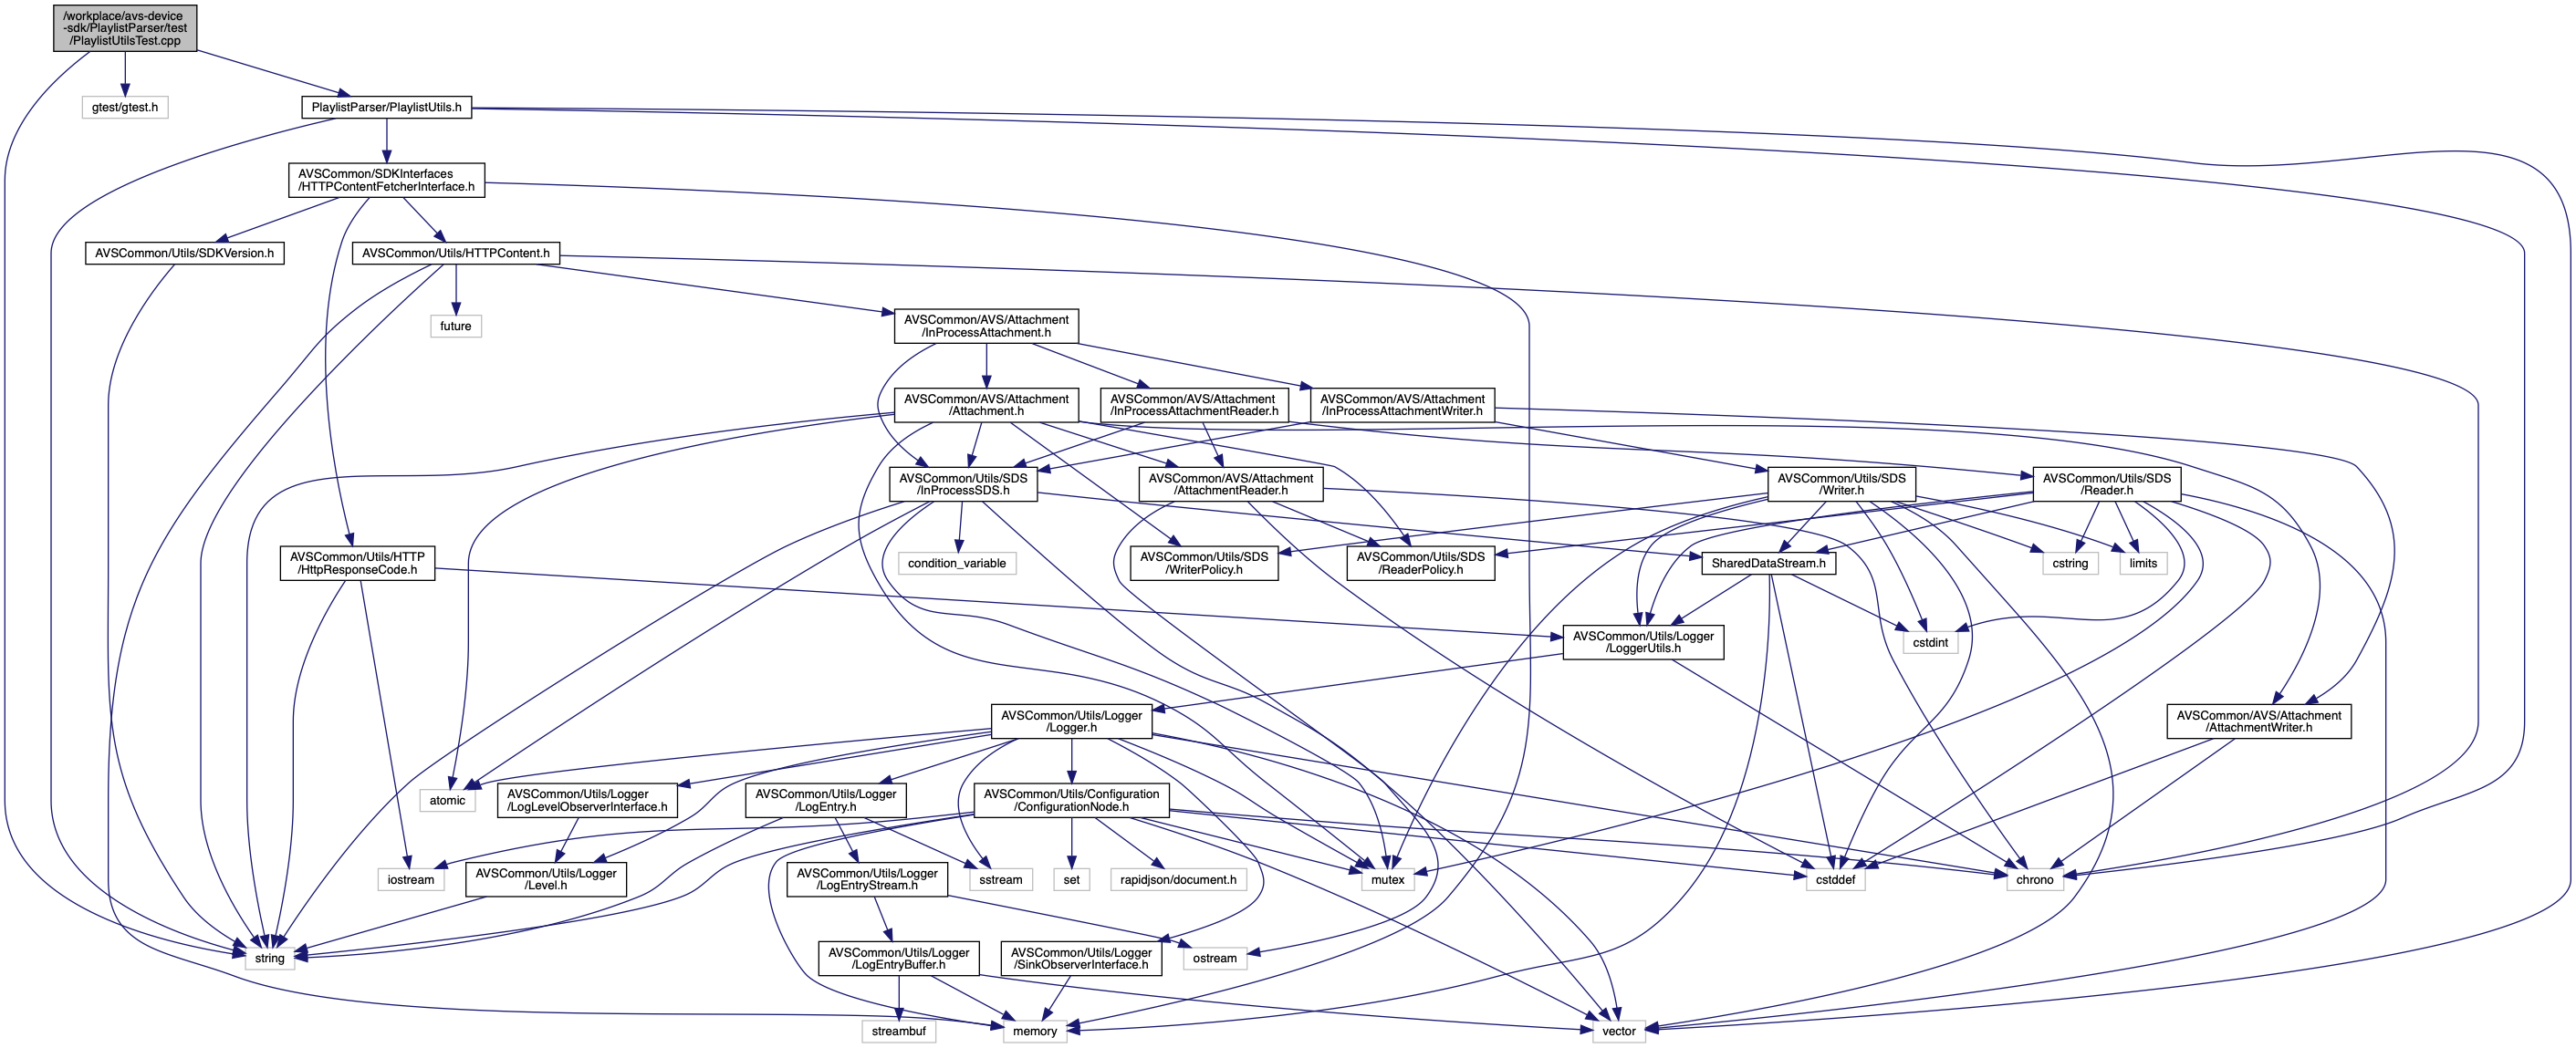 /workplace/avs-device
-sdk/PlaylistParser/test
/PlaylistUtilsTest.cpp
gtest/gtest.h
PlaylistParser/PlaylistUtils.h
AVSCommon/SDKInterfaces
/HTTPContentFetcherInterface.h
AVSCommon/Utils/SDKVersion.h
AVSCommon/Utils/HTTPContent.h
future
AVSCommon/AVS/Attachment
/InProcessAttachment.h
AVSCommon/AVS/Attachment
/Attachment.h
AVSCommon/AVS/Attachment
/InProcessAttachmentReader.h
AVSCommon/AVS/Attachment
/InProcessAttachmentWriter.h
AVSCommon/Utils/SDS
/InProcessSDS.h
AVSCommon/AVS/Attachment
/AttachmentReader.h
AVSCommon/Utils/SDS
/Writer.h
AVSCommon/Utils/SDS
/Reader.h
AVSCommon/Utils/HTTP
/HttpResponseCode.h
condition_variable
AVSCommon/Utils/SDS
/WriterPolicy.h
AVSCommon/Utils/SDS
/ReaderPolicy.h
SharedDataStream.h
cstring
limits
AVSCommon/Utils/Logger
/LoggerUtils.h
cstdint
AVSCommon/Utils/Logger
/Logger.h
AVSCommon/AVS/Attachment
/AttachmentWriter.h
atomic
AVSCommon/Utils/Logger
/LogLevelObserverInterface.h
AVSCommon/Utils/Logger
/LogEntry.h
AVSCommon/Utils/Configuration
/ConfigurationNode.h
iostream
AVSCommon/Utils/Logger
/Level.h
AVSCommon/Utils/Logger
/LogEntryStream.h
sstream
set
rapidjson/document.h
mutex
cstddef
chrono
string
AVSCommon/Utils/Logger
/LogEntryBuffer.h
AVSCommon/Utils/Logger
/SinkObserverInterface.h
ostream
streambuf
memory
vector